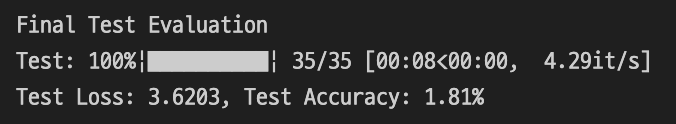 Final Test Evaluation
Test: 100%|██████████| 35/35 [00:08<00:00,  4.29it/s]
Test Loss: 3.6203, Test Accuracy: 1.81%